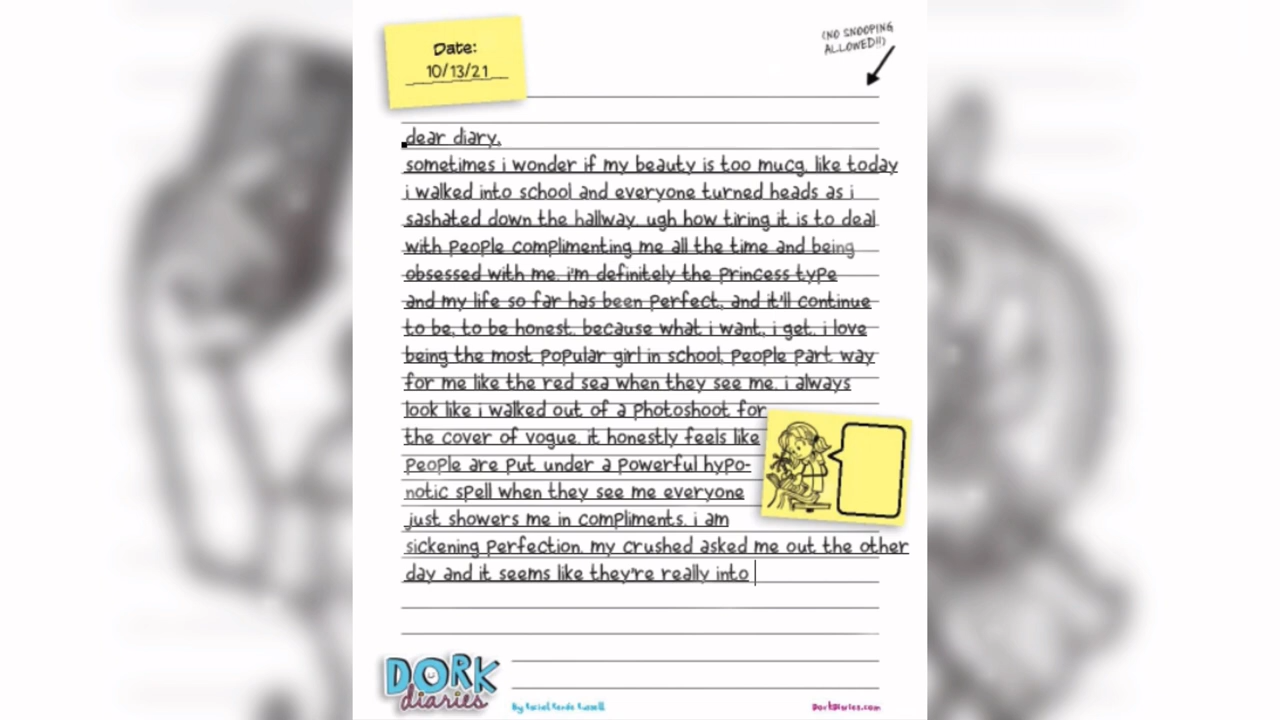 (NO SNOOPING
ALLOWED!!)
Date:
10/13/21
dear diary,
sometimes i wonder if my beauty is too mucg. like today
i walked into school and everyone turned heads as i
sashated down the hallway. ugh how tiring it is to deal
with people complimenting me all the time and being
obsessed with me. i'm definitely the princess type
and my life so far has been perfect. and it'll continue
to be. to be honest. because what i want, i get. i love
being the most popular girl in school. people part way
for me like the red sea when they see me. i always
look like i walked out of a photoshoot for
the cover of vogue. it honestly feels like
people are put under a powerful hypo-
notic spell when they see me everyone
just showers me in compliments. i am
sickening perfection. my crushed asked me out the other
day and it seems like they're really into
DORK
diaries
By Rachel Renée Russell
DorkDiaries.com